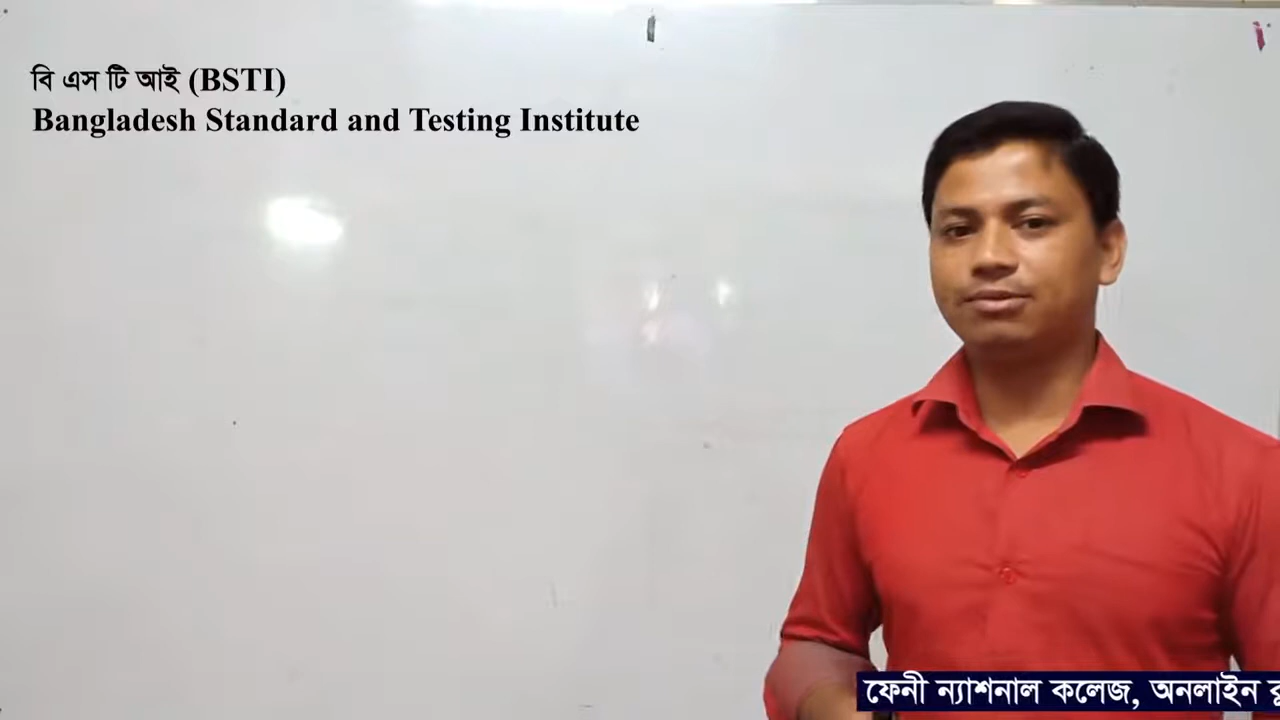 বি এস টি আই (BSTI)
Bangladesh Standard and Testing Institute
ফেনী ন্যাশনাল কলেজ, অনলাইন